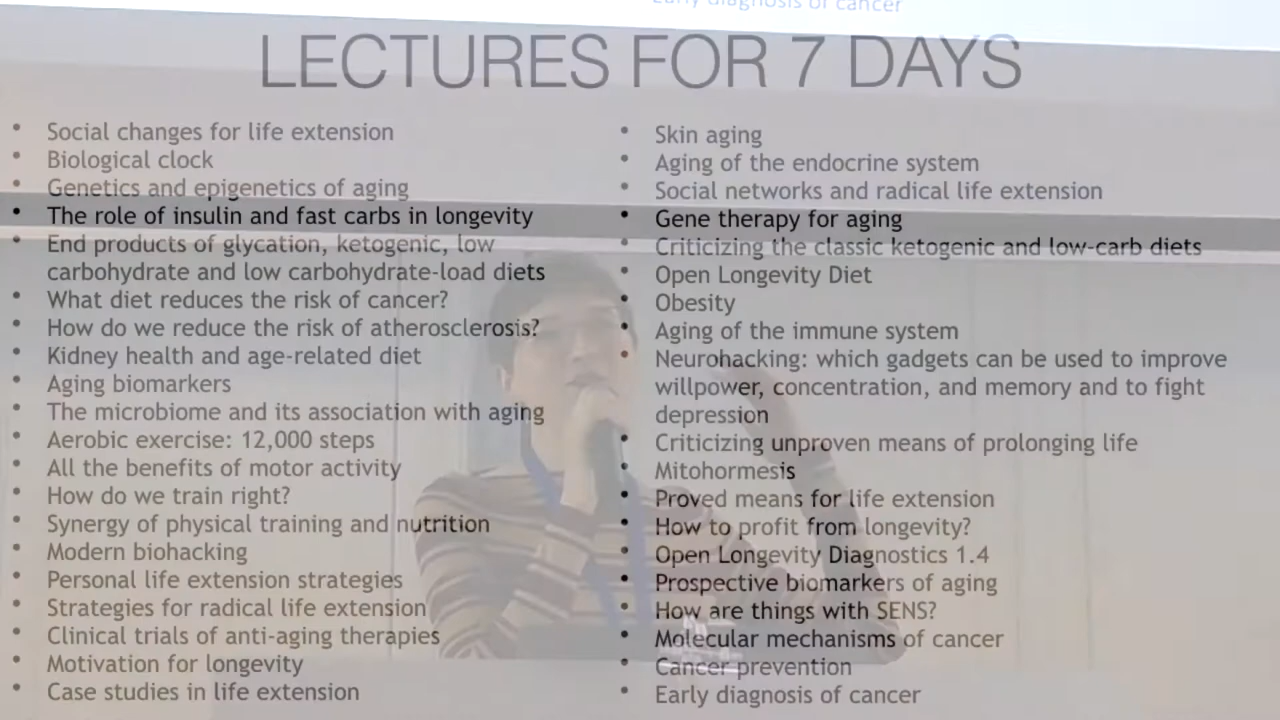 Early diagnosis of cancer
LECTURES FOR 7 DAYS
• Social changes for life extension
• Biological clock
• Genetics and epigenetics of aging
• The role of insulin and fast carbs in longevity
• End products of glycation, ketogenic, low
carbohydrate and low carbohydrate-load diets
• What diet reduces the risk of cancer?
• How do we reduce the risk of atherosclerosis?
• Kidney health and age-related diet
• Aging biomarkers
• The microbiome and its association with aging
• Aerobic exercise: 12,000 steps
• All the benefits of motor activity
• How do we train right?
• Synergy of physical training and nutrition
• Modern biohacking
• Personal life extension strategies
• Strategies for radical life extension
• Clinical trials of anti-aging therapies
• Motivation for longevity
• Case studies in life extension
• Skin aging
• Aging of the endocrine system
• Social networks and radical life extension
• Gene therapy for aging
• Criticizing the classic ketogenic and low-carb diets
• Open Longevity Diet
• Obesity
• Aging of the immune system
• Neurohacking: which gadgets can be used to improve
willpower, concentration, and memory and to fight
depression
• Criticizing unproven means of prolonging life
• Mitohormesis
• Proved means for life extension
• How to profit from longevity?
• Open Longevity Diagnostics 1.4
• Prospective biomarkers of aging
• How are things with SENS?
• Molecular mechanisms of cancer
• Cancer prevention
• Early diagnosis of cancer